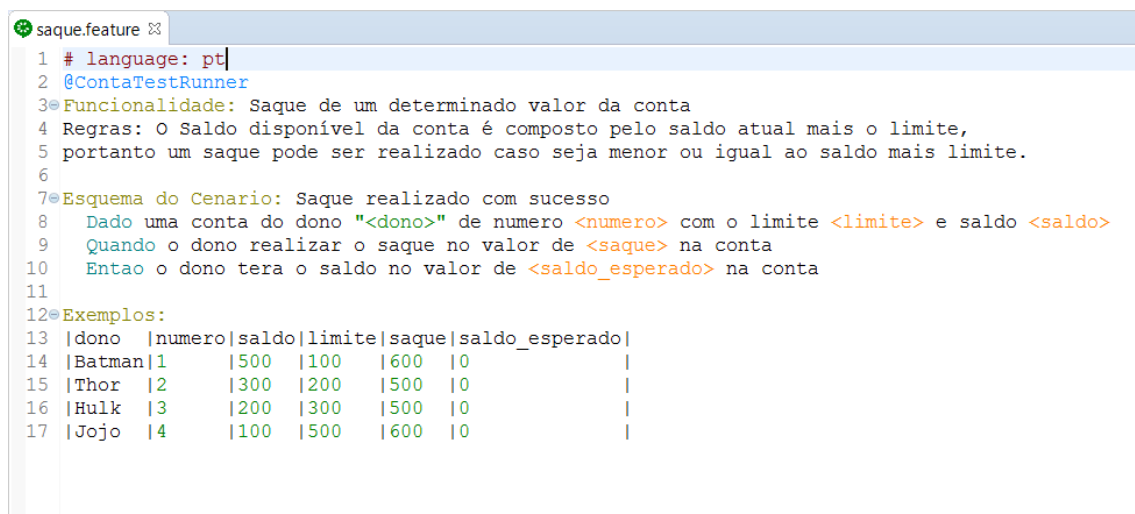 saque.feature
1 # language: pt
2 @ContaTestRunner
3 Funcionalidade: Saque de um determinado valor da conta
4 Regras: O Saldo disponível da conta é composto pelo saldo atual mais o limite,
5 portanto um saque pode ser realizado caso seja menor ou igual ao saldo mais limite.
6
7 Esquema do Cenario: Saque realizado com sucesso
8 Dado uma conta do dono "<dono>" de numero <numero> com o limite <limite> e saldo <saldo>
9 Quando o dono realizar o saque no valor de <saque> na conta
10 Entao o dono tera o saldo no valor de <saldo_esperado> na conta
11
12 Exemplos:
13 |dono |numero|saldo|limite|saque|saldo_esperado|
14 |Batman|1 |500 |100 |600 |0 |
15 |Thor |2 |300 |200 |500 |0 |
16 |Hulk |3 |200 |300 |500 |0 |
17 |Jojo |4 |100 |500 |600 |0 |